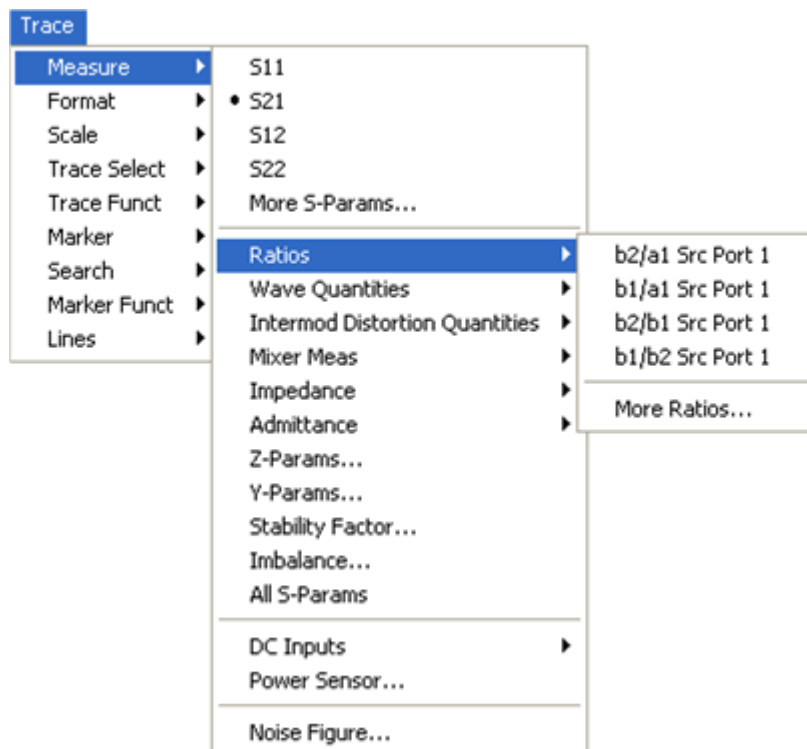 Trace
Measure
Format
Scale
Trace Select
Trace Funct
Marker
Search
Marker Funct
Lines
S11
S21
S12
S22
More S-Params...
Ratios
Wave Quantities
Intermod Distortion Quantities
Mixer Meas
Impedance
Admittance
Z-Params...
Y-Params...
Stability Factor...
Imbalance...
All S-Params
DC Inputs
Power Sensor...
Noise Figure...
b2/a1 Src Port 1
b1/a1 Src Port 1
b2/b1 Src Port 1
b1/b2 Src Port 1
More Ratios...